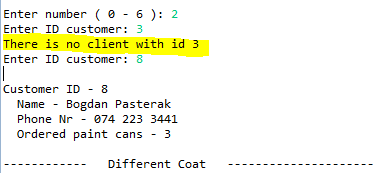 Enter number ( 0 - 6 ): 2
Enter ID customer: 3
There is no client with id 3
Enter ID customer: 8
Customer ID - 8
Name - Bogdan Pasterak
Phone Nr - 074 223 3441
Ordered paint cans - 3
------------ Different Coat ---------------------